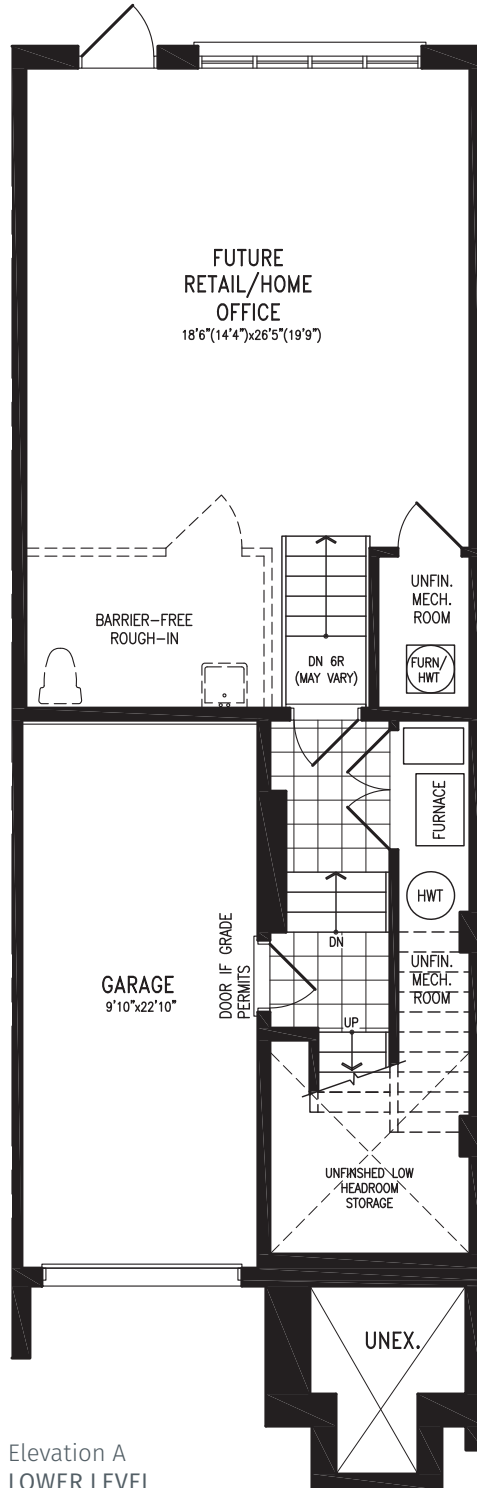 FUTURE
RETAIL/HOME
OFFICE
18'6"(14'4")x26'5"(19'9")
BARRIER-FREE
ROUGH-IN
DN 6R
(MAY VARY)
UNFIN.
MECH.
ROOM
FURN/
HWT
FURNACE
HWT
DN
UNFIN.
MECH.
ROOM
DOOR IF GRADE
PERMITS
GARAGE
9'10"x22'10"
UP
UNFINSHED LOW
HEADROOM
STORAGE
UNEX.
Elevation A
LOWER LEVEL